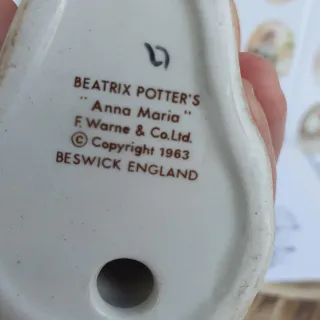 BEATRIX POTTER'S
"Anna Maria"
F. Warne & Co.Ltd.
© Copyright 1963
BESWICK ENGLAND